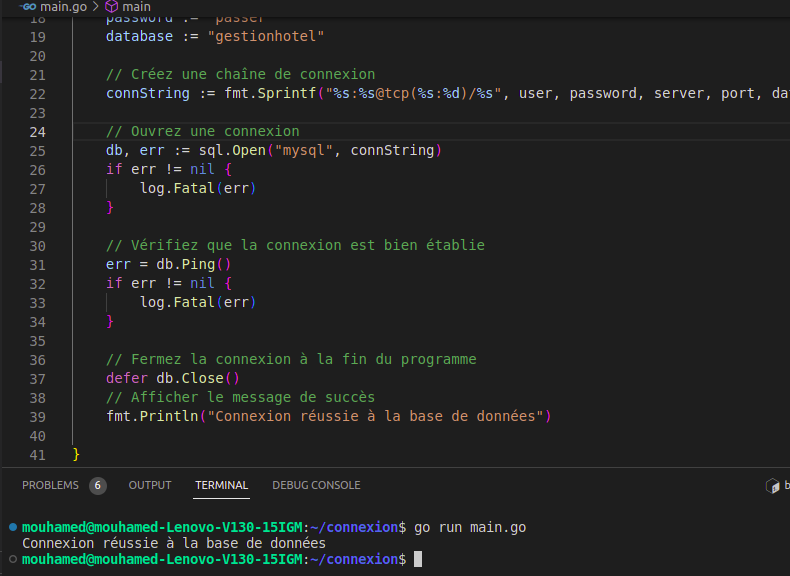 GO main.go > main
18 password := "passer"
19 database := "gestionhotel"
20
21 // Créez une chaîne de connexion
22 connString := fmt.Sprintf("%s:%s@tcp(%s:%d)/%s", user, password, server, port, da
23
24 // Ouvrez une connexion
25 db, err := sql.Open("mysql", connString)
26 if err != nil {
27 log.Fatal(err)
28 }
29
30 // Vérifiez que la connexion est bien établie
31 err = db.Ping()
32 if err != nil {
33 log.Fatal(err)
34 }
35
36 // Fermez la connexion à la fin du programme
37 defer db.Close()
38 // Afficher le message de succès
39 fmt.Println("Connexion réussie à la base de données")
40
41 }
PROBLEMS 6 OUTPUT TERMINAL DEBUG CONSOLE b
mouhamed@mouhamed-Lenovo-V130-15IGM:~/connexion$ go run main.go
Connexion réussie à la base de données
mouhamed@mouhamed-Lenovo-V130-15IGM:~/connexion$